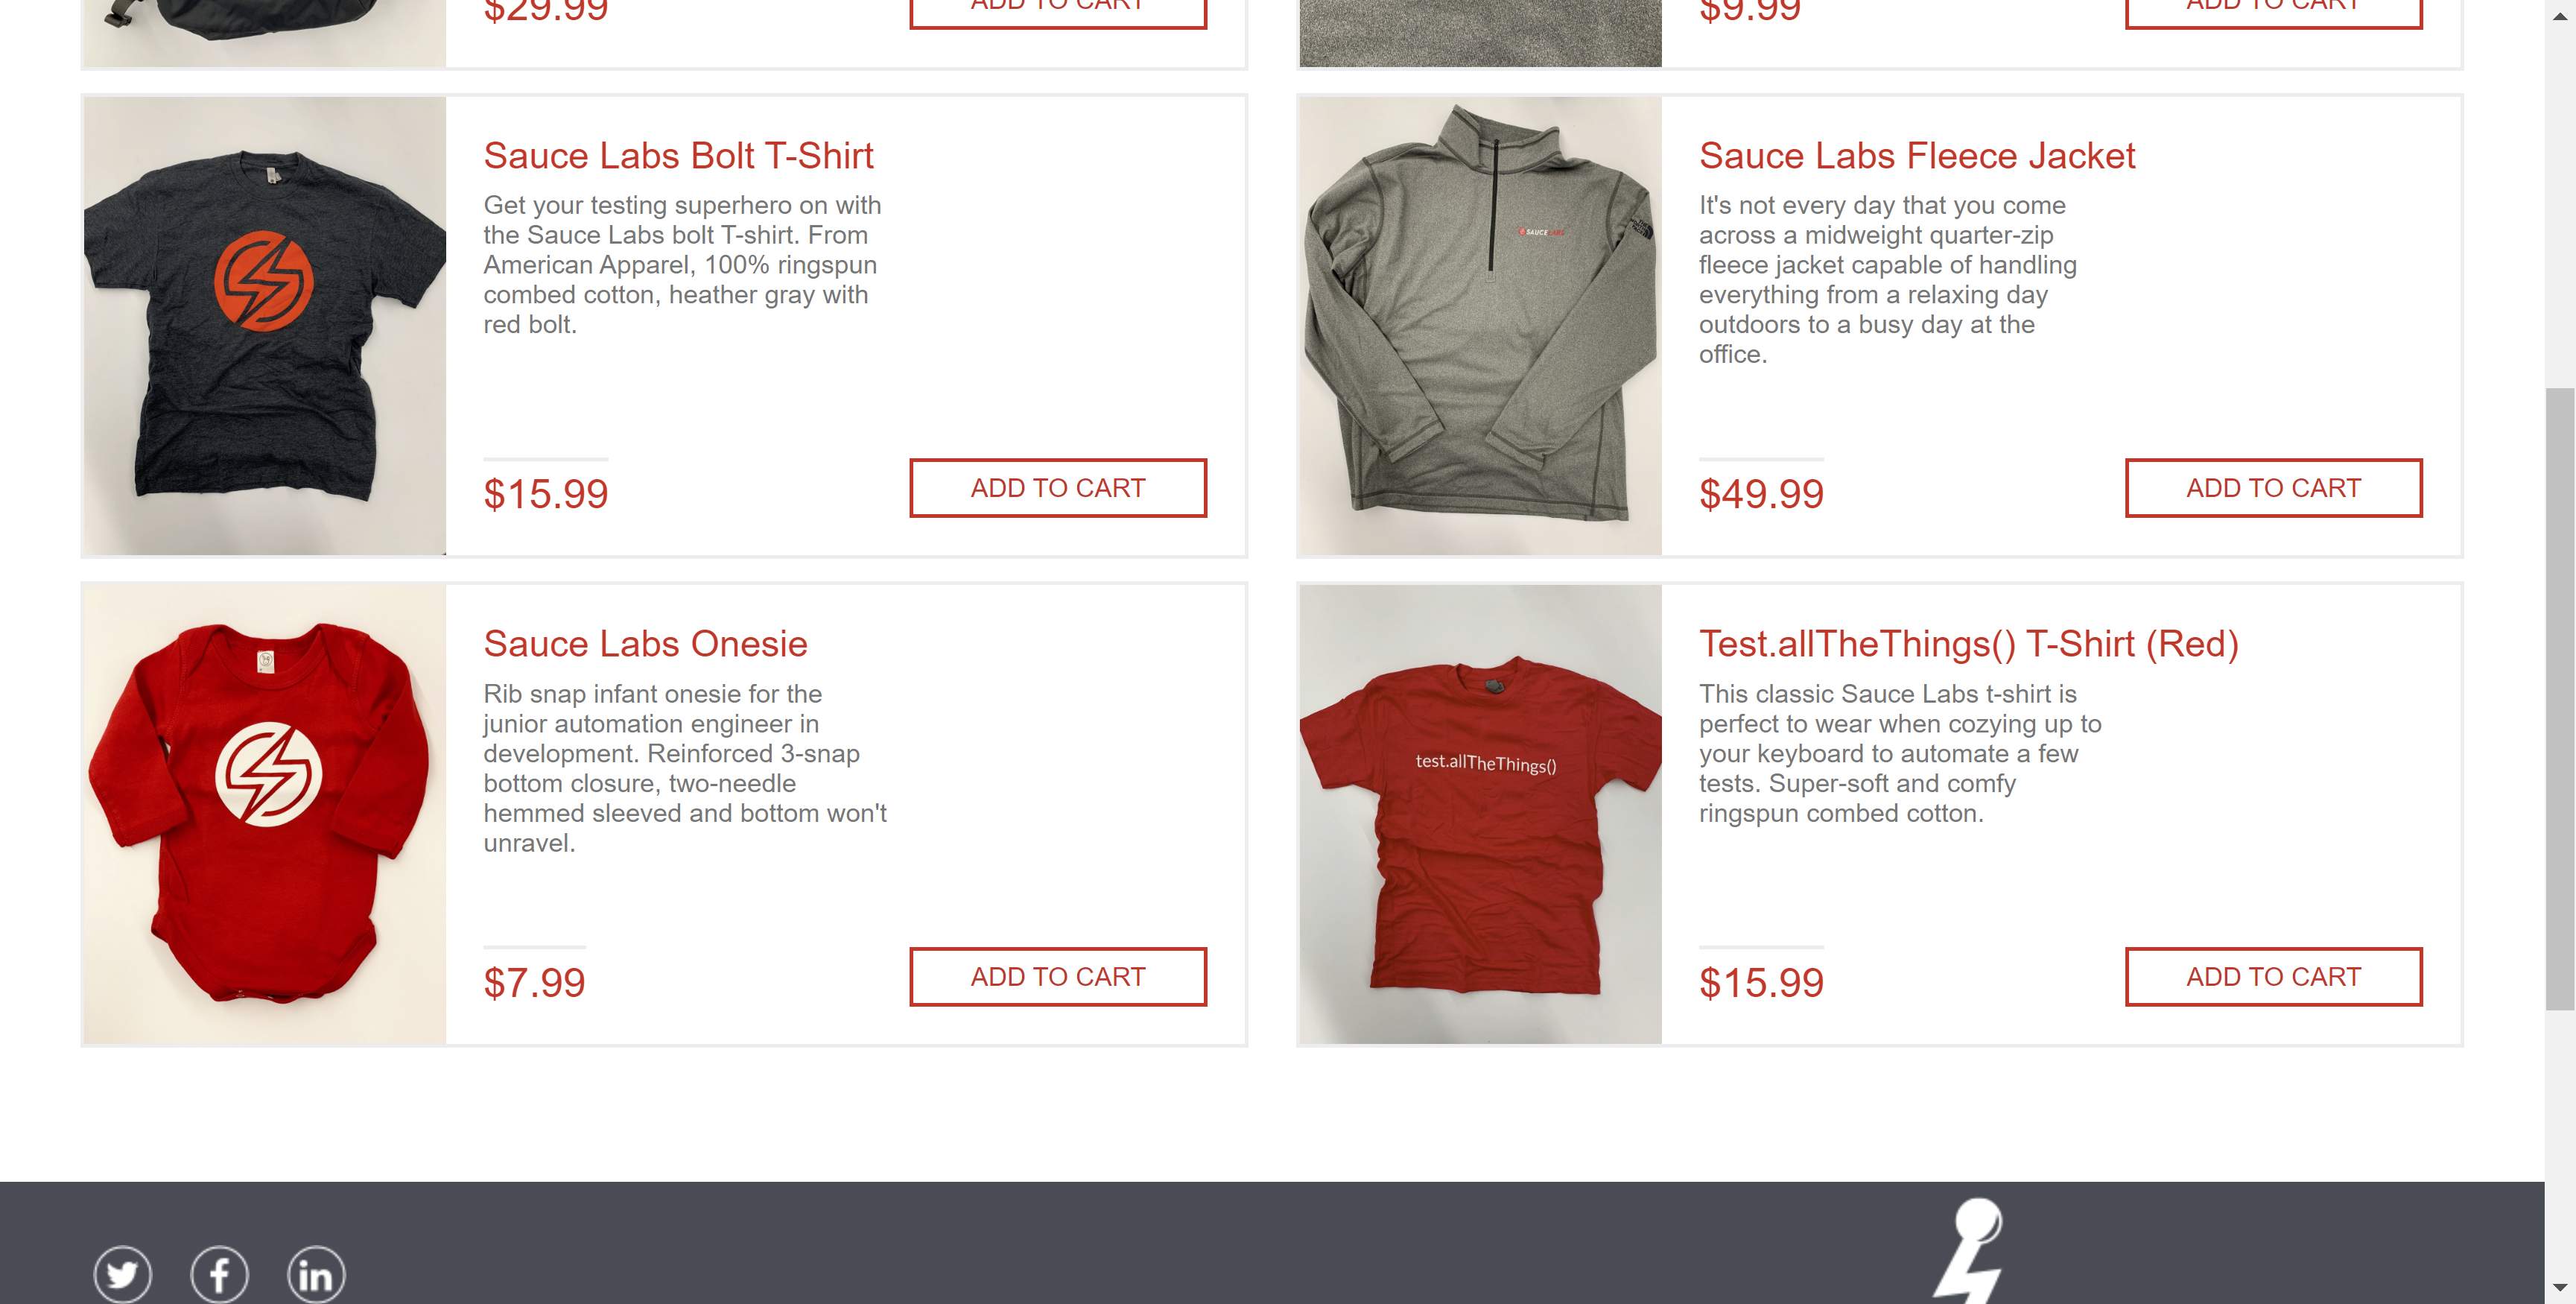 $29.99
ADD TO CART
$9.99
ADD TO CART
Sauce Labs Bolt T-Shirt
Get your testing superhero on with
the Sauce Labs bolt T-shirt. From
American Apparel, 100% ringspun
combed cotton, heather gray with
red bolt.
$15.99
ADD TO CART
SAUCELABS
THE
NORTH
FACE
Sauce Labs Fleece Jacket
It's not every day that you come
across a midweight quarter-zip
fleece jacket capable of handling
everything from a relaxing day
outdoors to a busy day at the
office.
$49.99
ADD TO CART
Sauce Labs Onesie
Rib snap infant onesie for the
junior automation engineer in
development. Reinforced 3-snap
bottom closure, two-needle
hemmed sleeved and bottom won't
unravel.
$7.99
ADD TO CART
test.allTheThings()
Test.allTheThings() T-Shirt (Red)
This classic Sauce Labs t-shirt is
perfect to wear when cozying up to
your keyboard to automate a few
tests. Super-soft and comfy
ringspun combed cotton.
$15.99
ADD TO CART